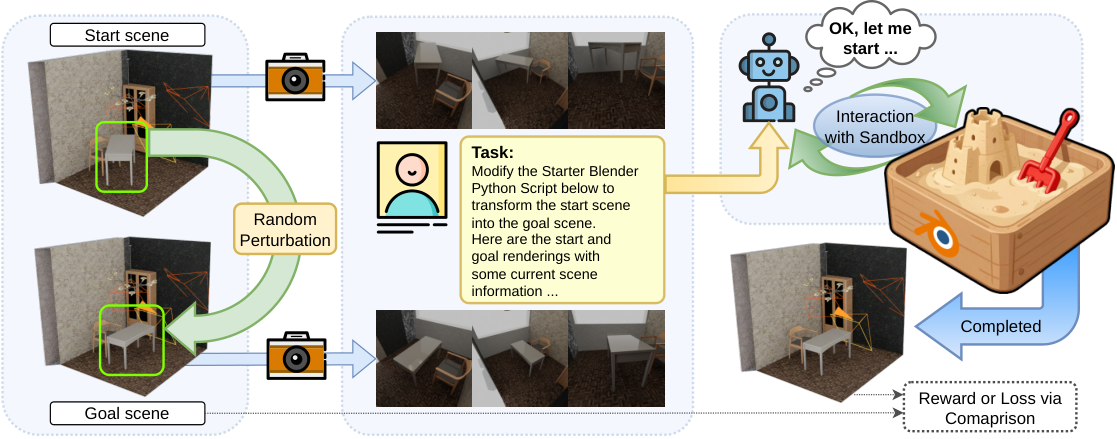 Start scene
Random
Perturbation
Goal scene
Task:
Modify the Starter Blender
Python Script below to
transform the start scene
into the goal scene.
Here are the start and
goal renderings with
some current scene
information ...
OK, let me
start ...
Interaction
with Sandbox
Completed
Reward or Loss via
Comaprison